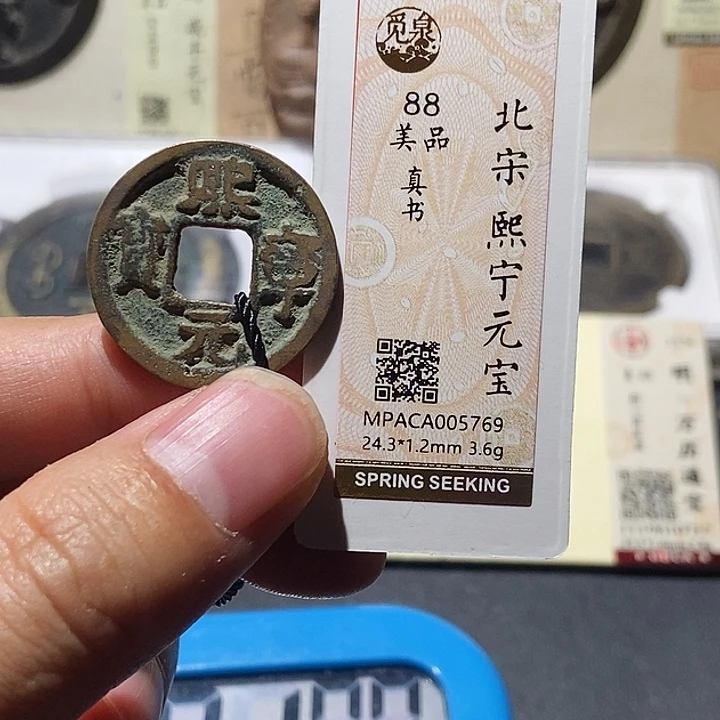 熙寧元寳
觅泉
88
美品
真书
北宋熙宁元宝
MPACA005769
24.3*1.2mm 3.6g
SPRING SEEKING